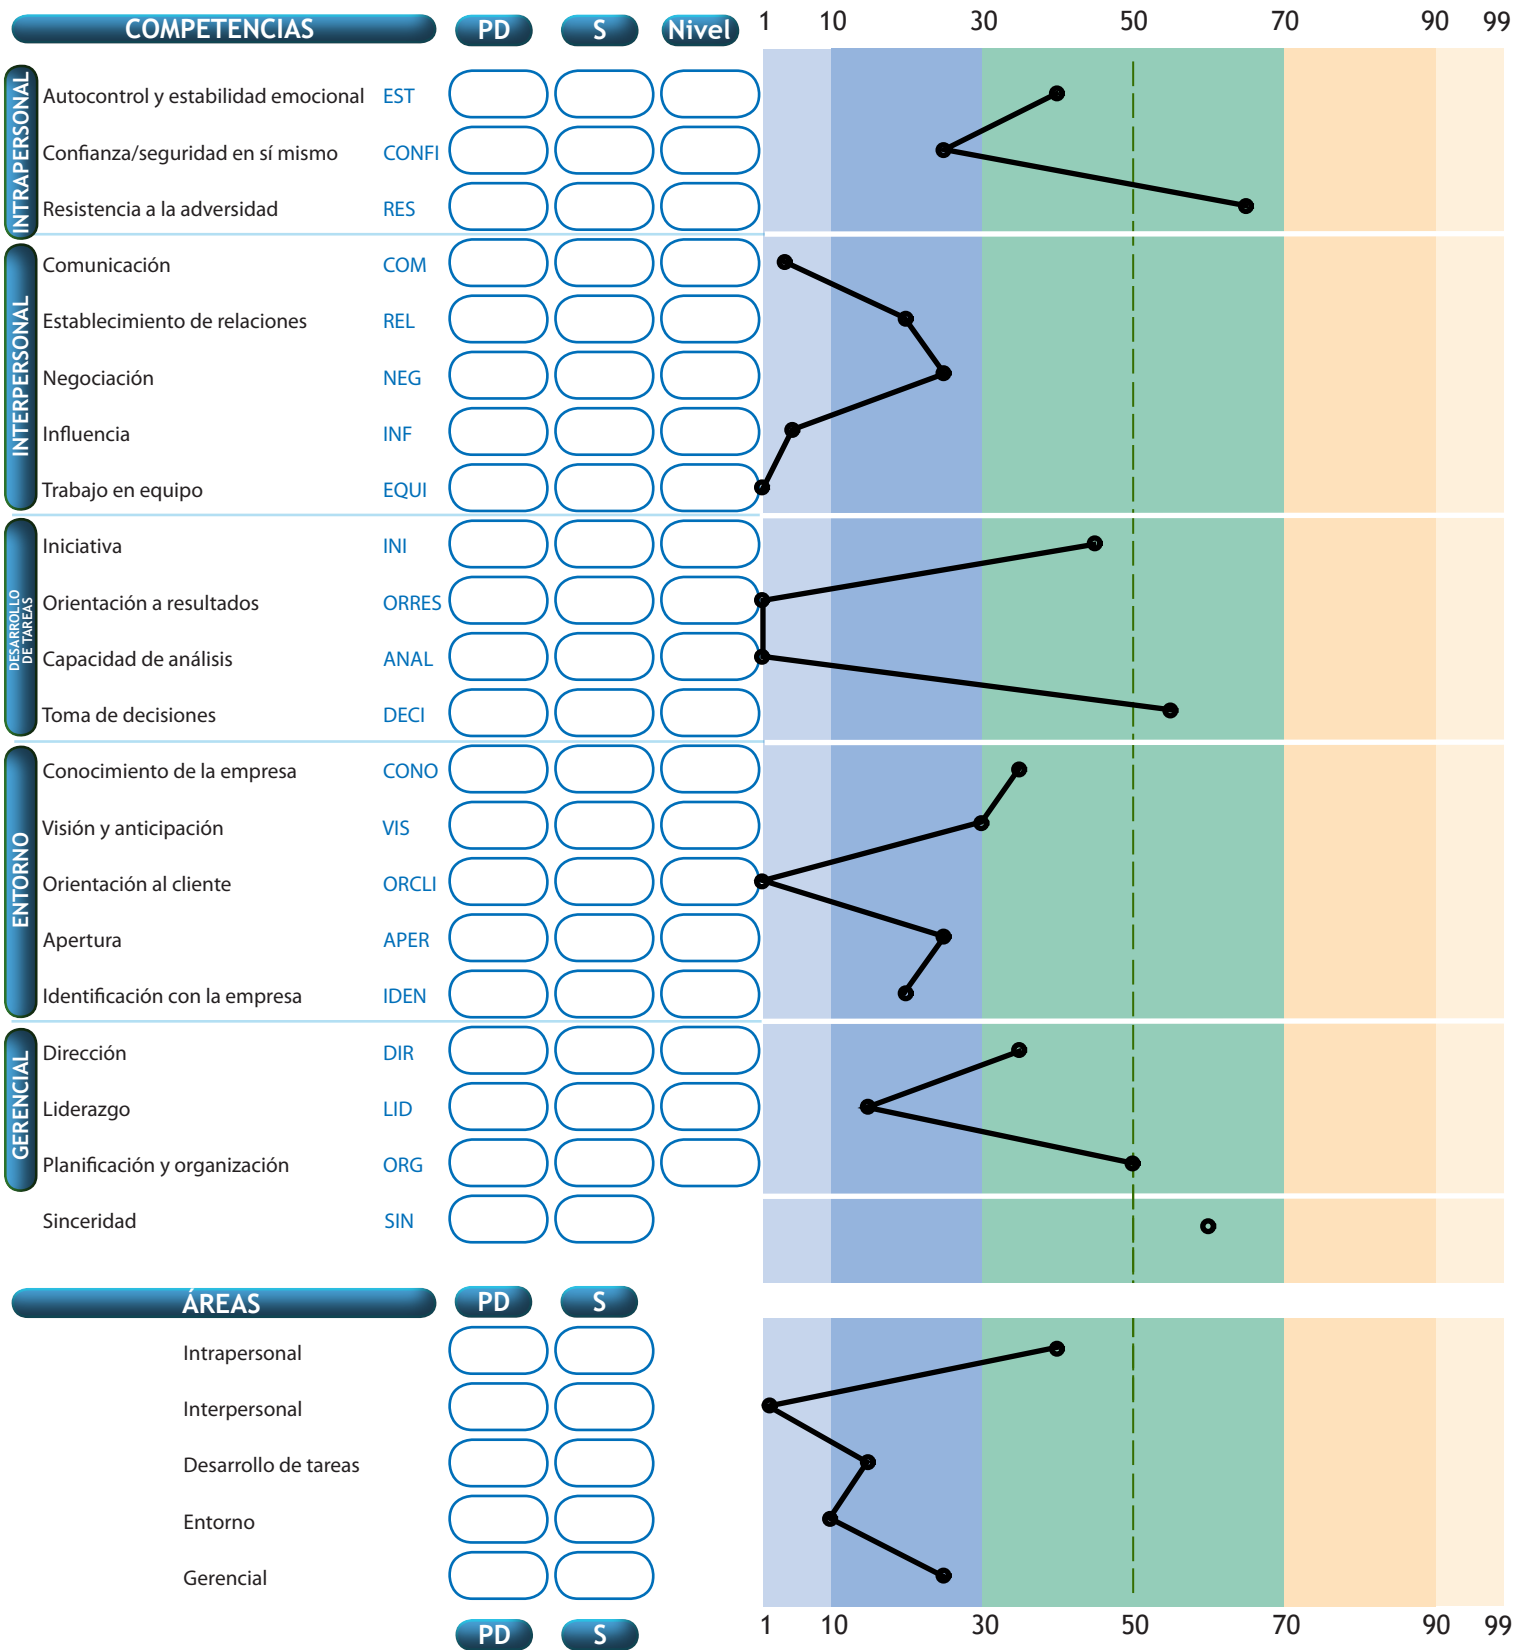 COMPETENCIAS PD S Nivel 1 10 30 50 70 90 99
INTRAPERSONAL
Autocontrol y estabilidad emocional EST
Confianza/seguridad en sí mismo CONFI
Resistencia a la adversidad RES
INTERPERSONAL
Comunicación COM
Establecimiento de relaciones REL
Negociación NEG
Influencia INF
Trabajo en equipo EQUI
DESARROLLO
DE TAREAS
Iniciativa INI
Orientación a resultados ORRES
Capacidad de análisis ANAL
Toma de decisiones DECI
ENTORNO
Conocimiento de la empresa CONO
Visión y anticipación VIS
Orientación al cliente ORCLI
Apertura APER
Identificación con la empresa IDEN
GERENCIAL
Dirección DIR
Liderazgo LID
Planificación y organización ORG
Sinceridad SIN
ÁREAS PD S
Intrapersonal
Interpersonal
Desarrollo de tareas
Entorno
Gerencial
PD S 1 10 30 50 70 90 99